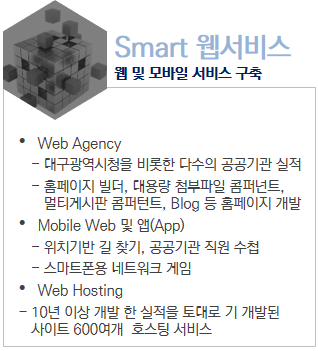 Smart 웹서비스
웹 및 모바일 서비스 구축
• Web Agency
- 대구광역시청을 비롯한 다수의 공공기관 실적
- 홈페이지 빌더, 대용량 첨부파일 콤퍼넌트,
멀티게시판 콤퍼턴트, Blog 등 홈페이지 개발
• Mobile Web 및 앱(App)
- 위치기반 길 찾기, 공공기관 직원 수첩
- 스마트폰용 네트워크 게임
• Web Hosting
- 10년 이상 개발 한 실적을 토대로 기 개발된
사이트 600여개 호스팅 서비스